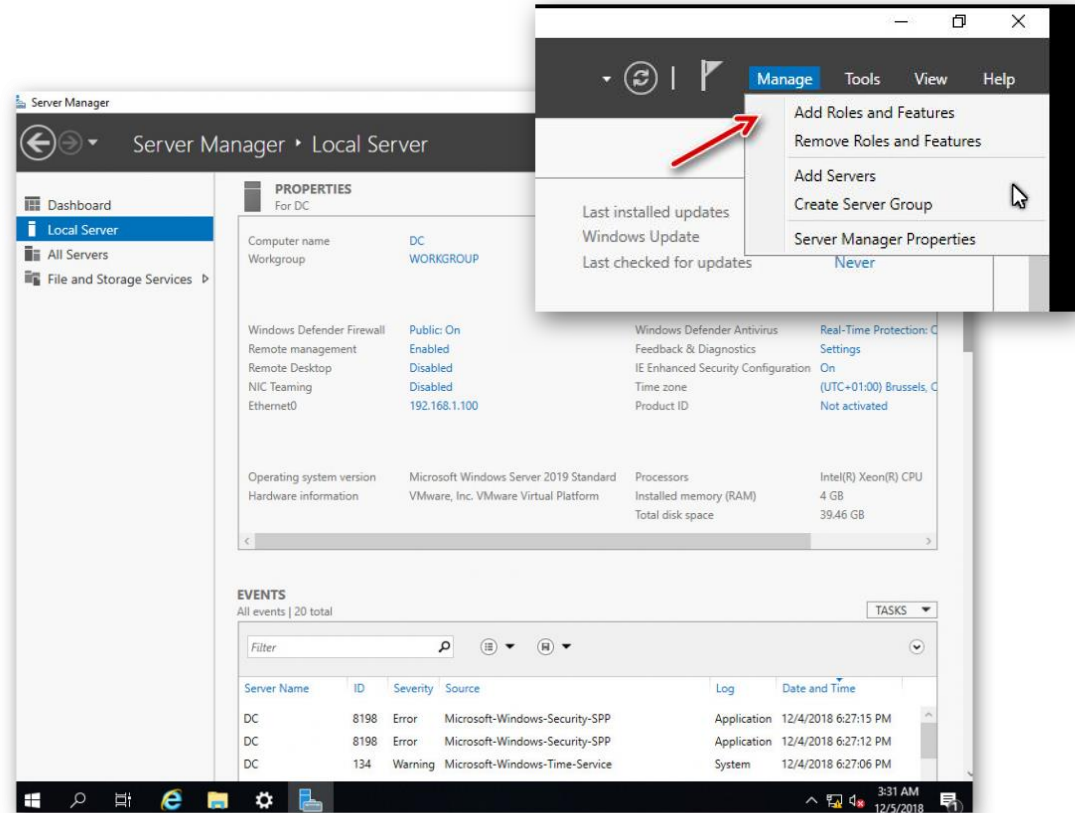 Manage Tools View Help
Add Roles and Features
Remove Roles and Features
Add Servers
Create Server Group
Server Manager Properties
Last installed updates
Windows Update
Last checked for updates Never
Server Manager
Server Manager ‣ Local Server
Dashboard
Local Server
All Servers
File and Storage Services
PROPERTIES
For DC
Computer name DC
Workgroup WORKGROUP
Windows Defender Firewall Public: On Windows Defender Antivirus Real-Time Protection:
Remote management Enabled Feedback & Diagnostics Settings
Remote Desktop Disabled IE Enhanced Security Configuration On
NIC Teaming Disabled Time zone (UTC+01:00) Brussels,
Ethernet0 192.168.1.100 Product ID Not activated
Operating system version Microsoft Windows Server 2019 Standard Processors Intel(R) Xeon(R) CPU
Hardware information VMware, Inc. VMware Virtual Platform Installed memory (RAM) 4 GB
Total disk space 39.46 GB
EVENTS
All events | 20 total TASKS
Filter
Server Name ID Severity Source Log Date and Time
DC 8198 Error Microsoft-Windows-Security-SPP Application 12/4/2018 6:27:15 PM
DC 8198 Error Microsoft-Windows-Security-SPP Application 12/4/2018 6:27:12 PM
DC 134 Warning Microsoft-Windows-Time-Service System 12/4/2018 6:27:06 PM
3:31 AM
12/5/2018
1